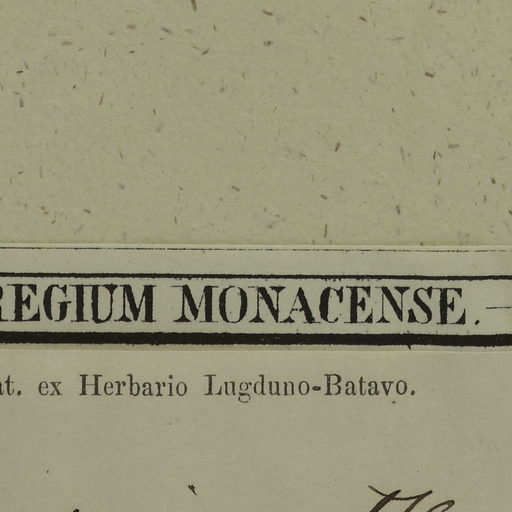 REGIUM MONACENSE.
at. ex Herbario Lugduno-Batavo.